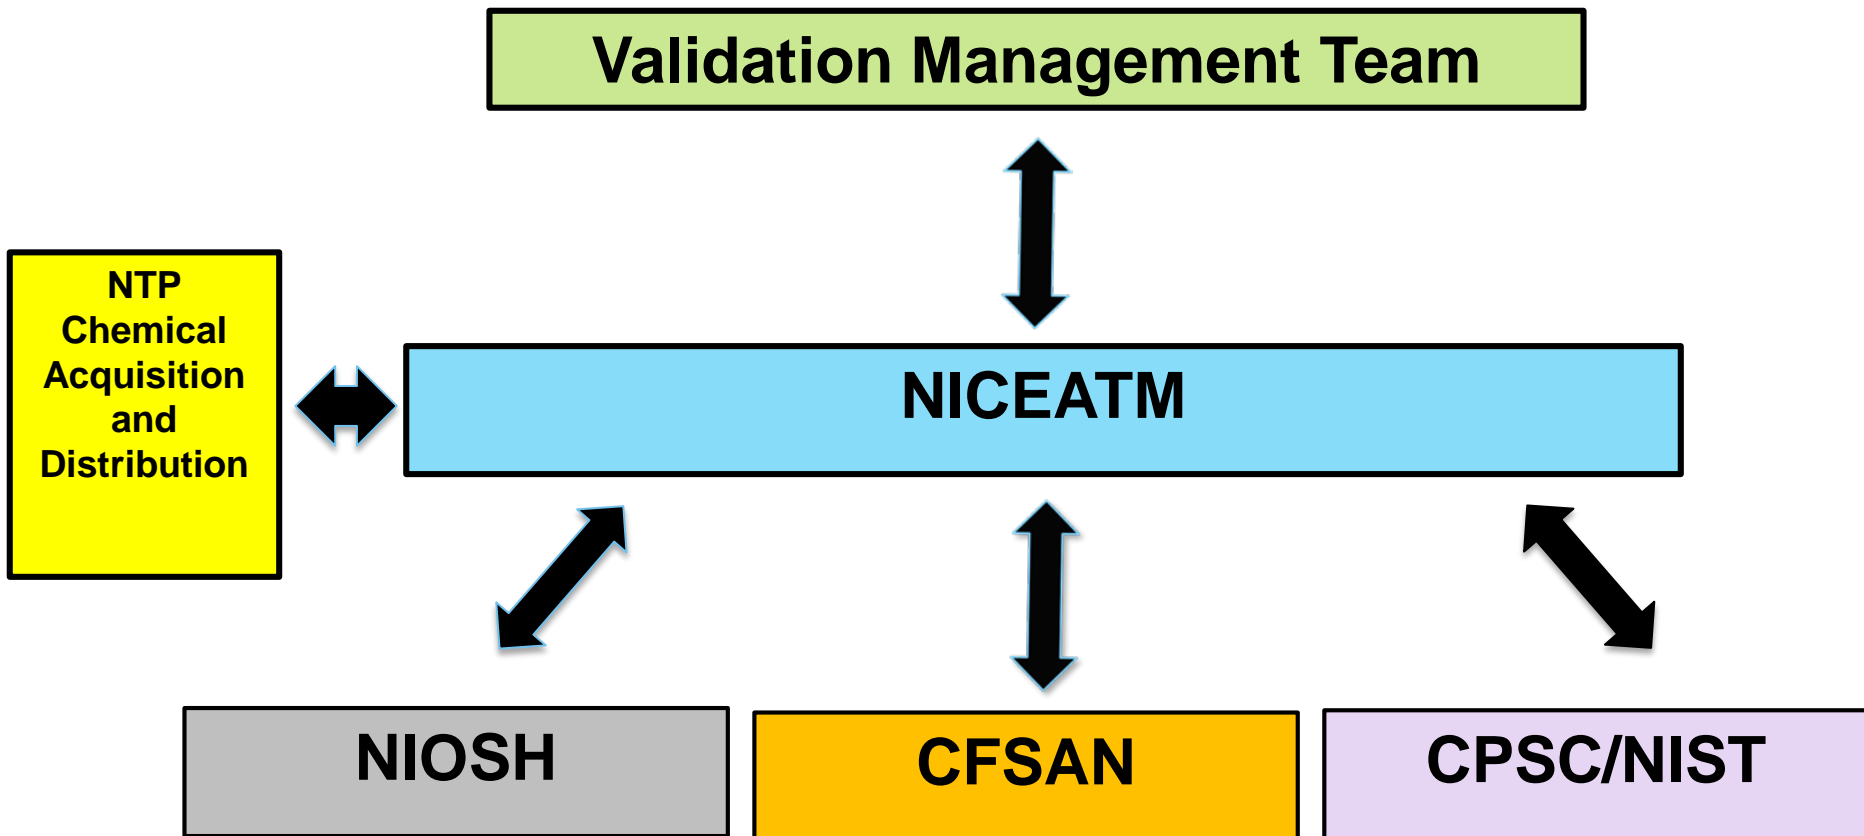 Validation Management Team
NTP
Chemical
Acquisition
and
Distribution
NICEATM
NIOSH
CFSAN
CPSC/NIST